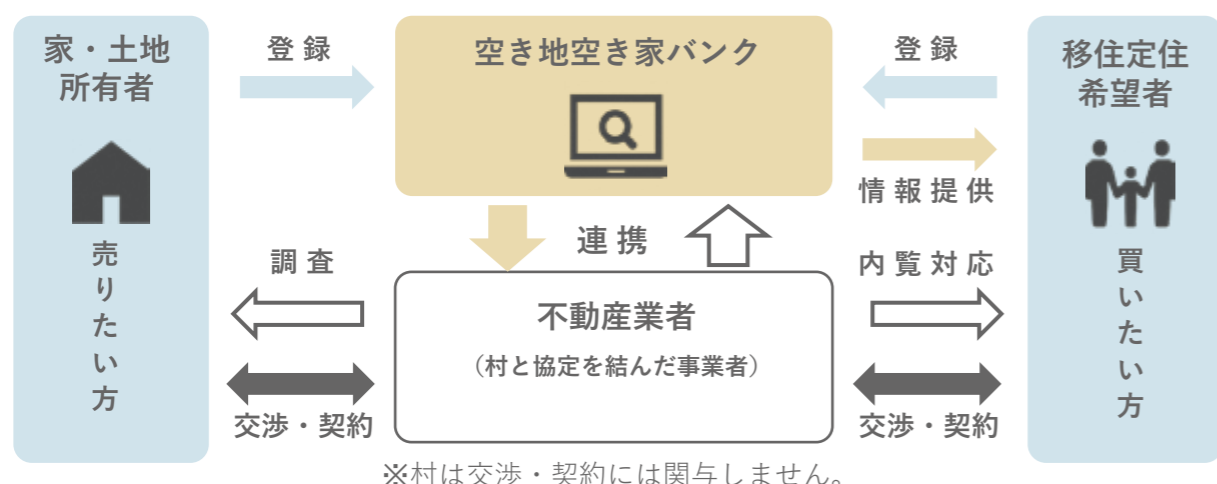 家・土地
所有者
売りたい方
登録
空き地空き家バンク
登録
移住定住
希望者
買いたい方
情報提供
連携
調査
内覧対応
不動産業者
（村と協定を結んだ事業者）
交渉・契約
交渉・契約
※村は交渉・契約には関与しません。